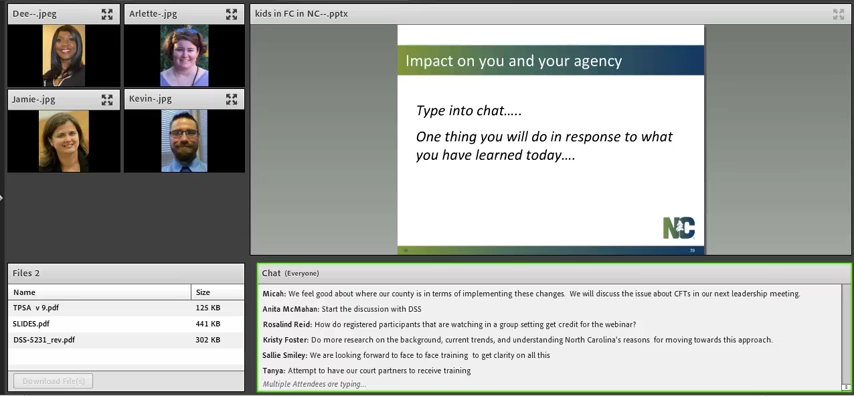 Dee--.jpeg
Arlette-.jpg
Jamie-.jpg
Kevin-.jpg
kids in FC in NC--.pptx
Impact on you and your agency
Type into chat.....
One thing you will do in response to what
you have learned today....
NC
Files 2
Name Size
TPSA v 9.pdf 125 KB
SLIDES.pdf 441 KB
DSS-5231_rev.pdf 302 KB
Download File(s)
Chat (Everyone)
Micah: We feel good about where our county is in terms of implementing these changes. We will discuss the issue about CFTs in our next leadership meeting.
Anita McMahan: Start the discussion with DSS
Rosalind Reid: How do registered participants that are watching in a group setting get credit for the webinar?
Kristy Foster: Do more research on the background, current trends, and understanding North Carolina's reasons for moving towards this approach.
Sallie Smiley: We are looking forward to face to face training to get clarity on all this
Tanya: Attempt to have our court partners to receive training
Multiple Attendees are typing...